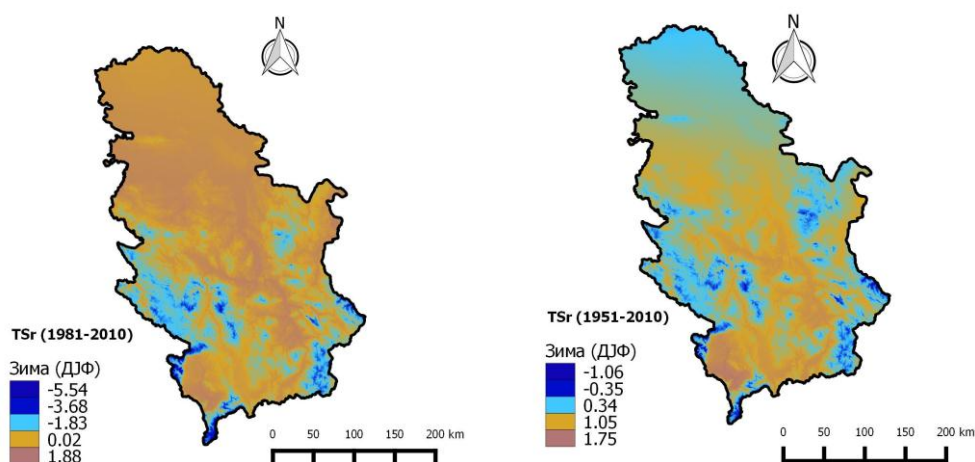 N
TSr (1981-2010)
Зима (ДЈФ)
-5.54
-3.68
-1.83
0.02
1.88
0 50 100 150 200 km
N
TSr (1951-2010)
Зима (ДЈФ)
-1.06
-0.35
0.34
1.05
1.75
0 50 100 150 200 km